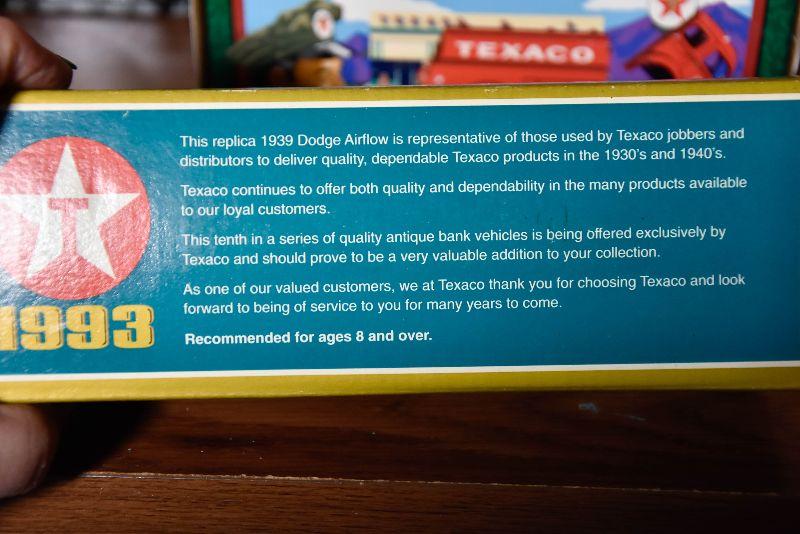 TEXACO
T
1993
This replica 1939 Dodge Airflow is representative of those used by Texaco jobbers and
distributors to deliver quality, dependable Texaco products in the 1930's and 1940's.
Texaco continues to offer both quality and dependability in the many products available
to our loyal customers.
This tenth in a series of quality antique bank vehicles is being offered exclusively by
Texaco and should prove to be a very valuable addition to your collection.
As one of our valued customers, we at Texaco thank you for choosing Texaco and look
forward to being of service to you for many years to come.
Recommended for ages 8 and over.